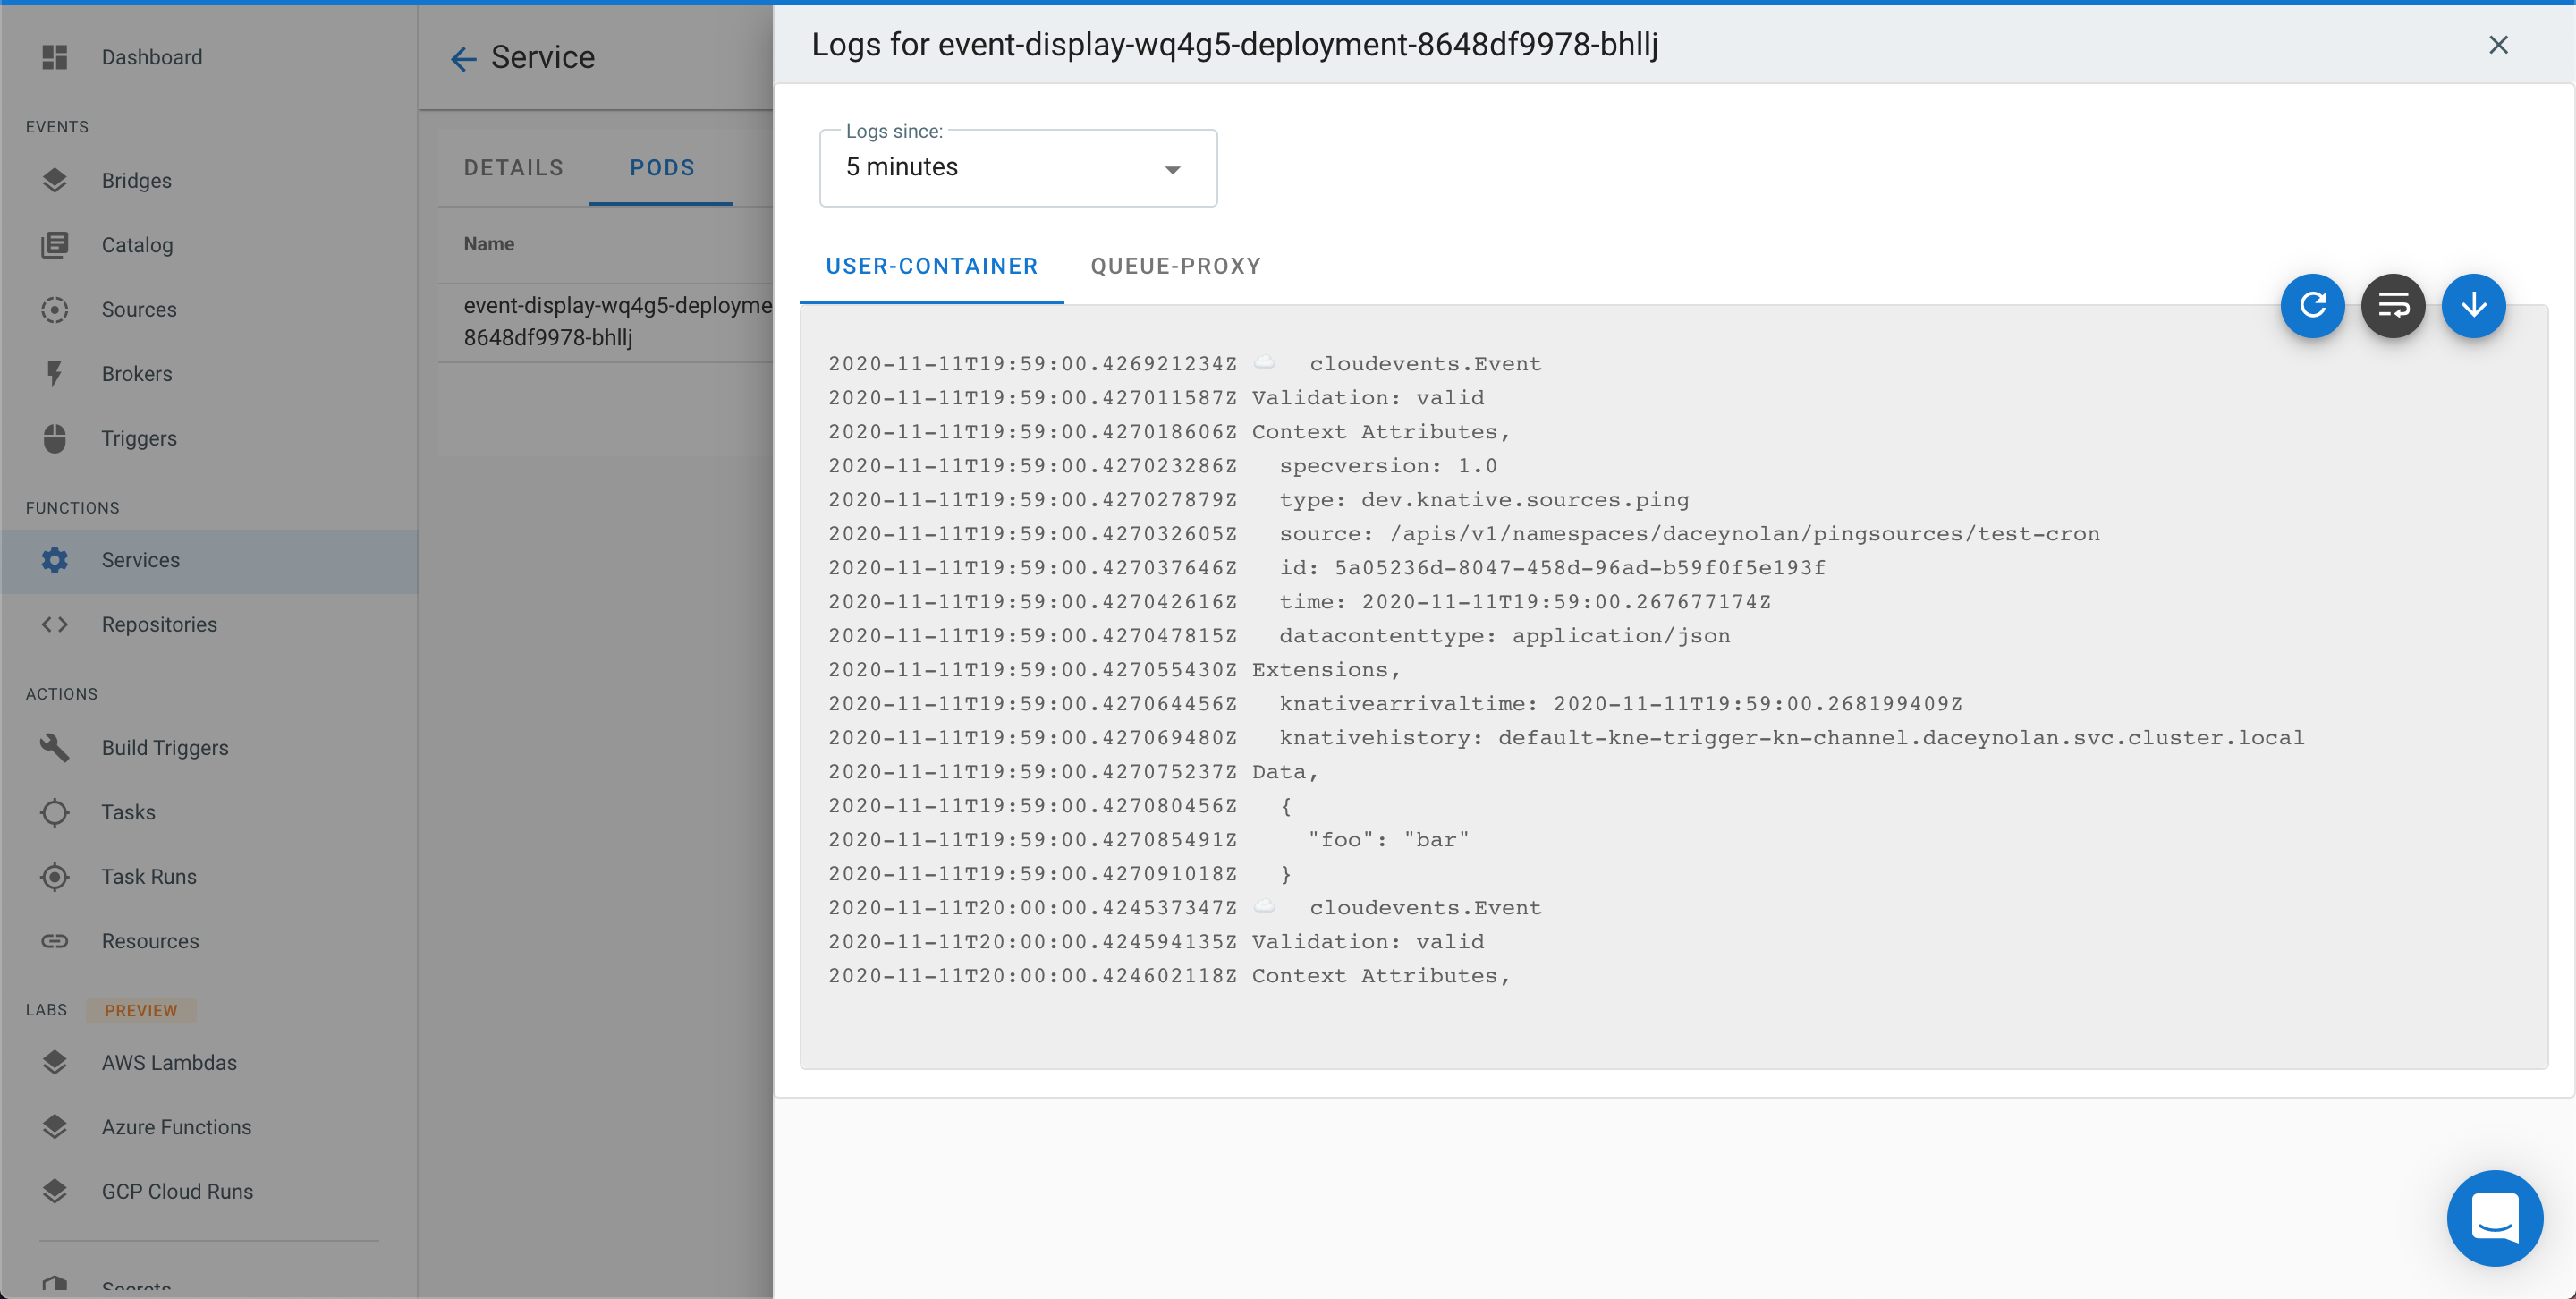 Dashboard
EVENTS
Bridges
Catalog
Sources
Brokers
Triggers
FUNCTIONS
Services
Repositories
ACTIONS
Build Triggers
Tasks
Task Runs
Resources
LABS PREVIEW
AWS Lambdas
Azure Functions
GCP Cloud Runs
Secrets
Service
DETAILS PODS
Name
event-display-wq4g5-deployme
8648df9978-bhllj
Logs for event-display-wq4g5-deployment-8648df9978-bhllj
Logs since:
5 minutes
USER-CONTAINER QUEUE-PROXY
2020-11-11T19:59:00.426921234Z ☁️ cloudevents.Event
2020-11-11T19:59:00.427011587Z Validation: valid
2020-11-11T19:59:00.427018606Z Context Attributes,
2020-11-11T19:59:00.427023286Z   specversion: 1.0
2020-11-11T19:59:00.427027879Z   type: dev.knative.sources.ping
2020-11-11T19:59:00.427032605Z   source: /apis/v1/namespaces/daceynolan/pingsources/test-cron
2020-11-11T19:59:00.427037646Z   id: 5a05236d-8047-458d-96ad-b59f0f5e193f
2020-11-11T19:59:00.427042616Z   time: 2020-11-11T19:59:00.267677174Z
2020-11-11T19:59:00.427047815Z   datacontenttype: application/json
2020-11-11T19:59:00.427055430Z Extensions,
2020-11-11T19:59:00.427064456Z   knativearrivaltime: 2020-11-11T19:59:00.268199409Z
2020-11-11T19:59:00.427069480Z   knativehistory: default-kne-trigger-kn-channel.daceynolan.svc.cluster.local
2020-11-11T19:59:00.427075237Z Data,
2020-11-11T19:59:00.427080456Z   {
2020-11-11T19:59:00.427085491Z     "foo": "bar"
2020-11-11T19:59:00.427091018Z   }
2020-11-11T20:00:00.424537347Z ☁️ cloudevents.Event
2020-11-11T20:00:00.424594135Z Validation: valid
2020-11-11T20:00:00.424602118Z Context Attributes,